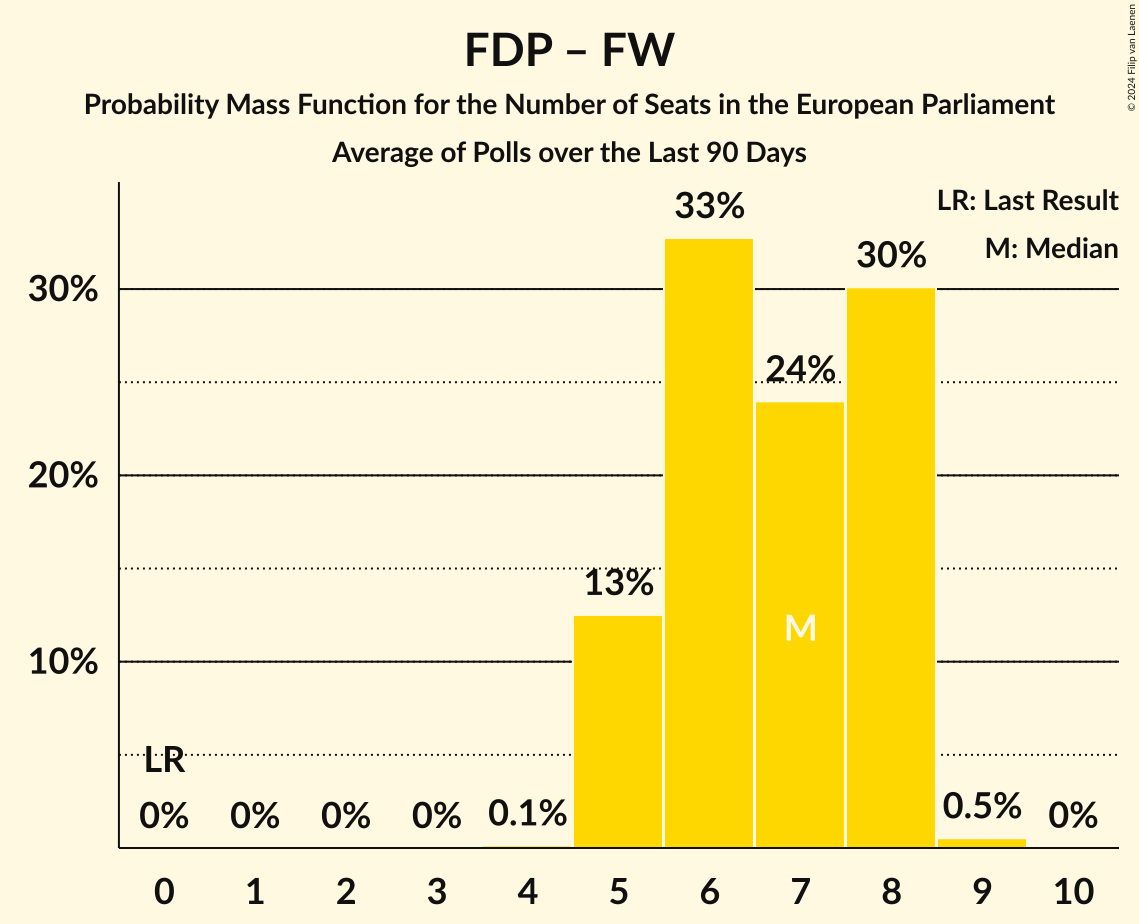 FDP – FW
Probability Mass Function for the Number of Seats in the European Parliament
Average of Polls over the Last 90 Days
© 2024 Filip van Laenen
LR: Last Result
M: Median
33%
30%
30%
24%
20%
13%
M
10%
LR
0% 0% 0% 0% 0.1% 0.5% 0%
0 1 2 3 4 5 6 7 8 9 10